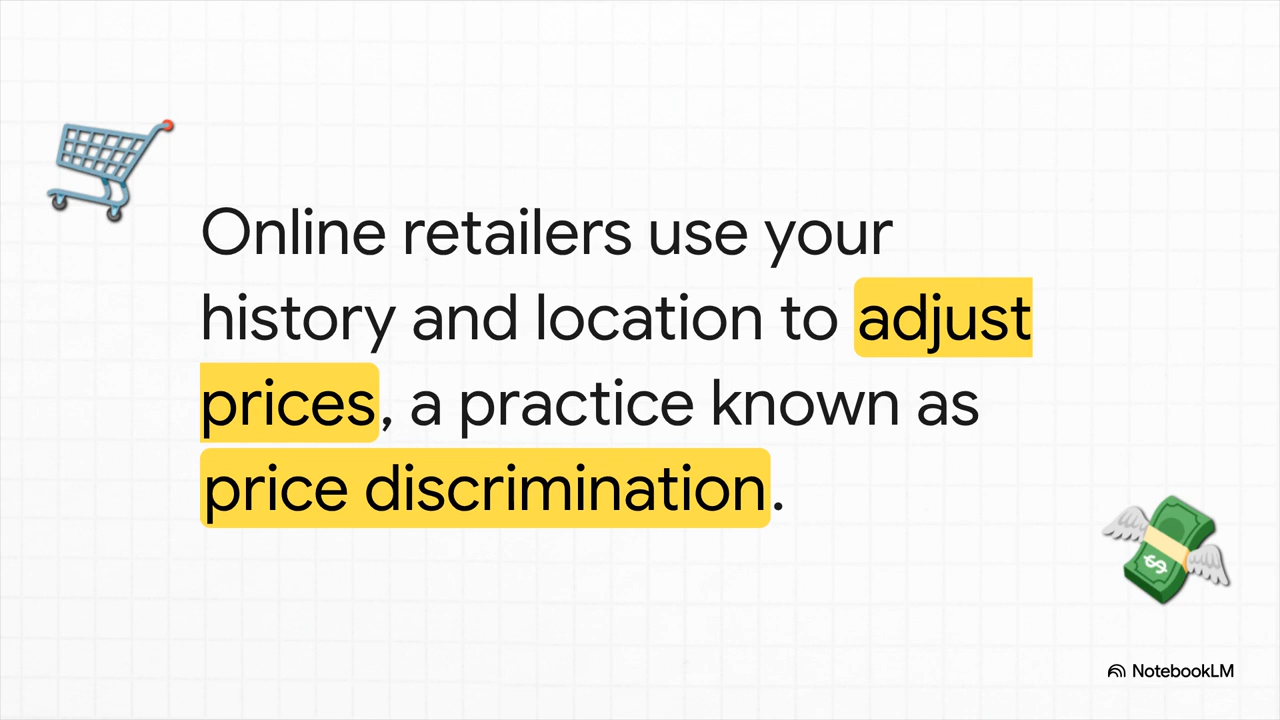 Online retailers use your
history and location to adjust
prices, a practice known as
price discrimination.
NotebookLM